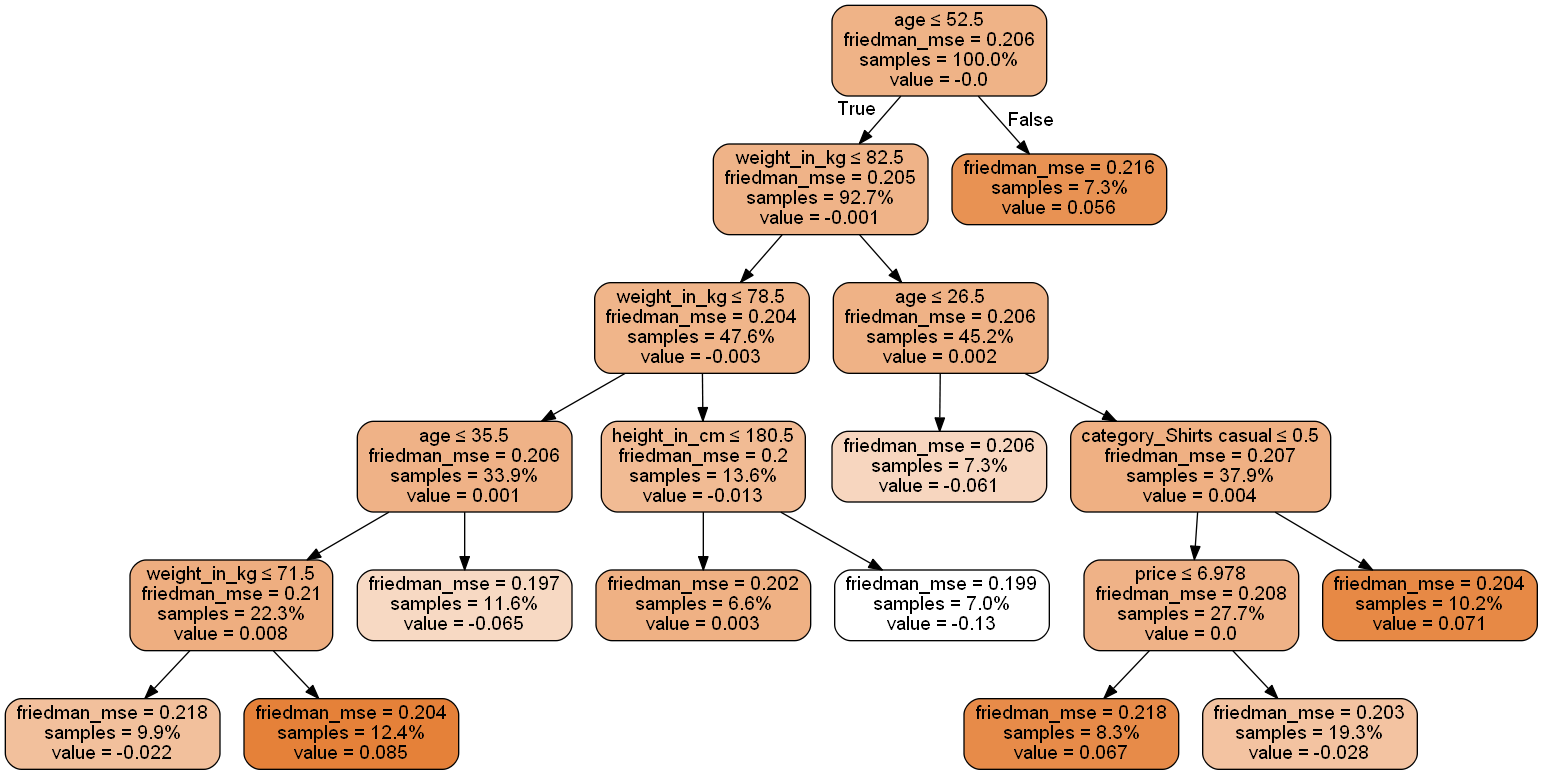 age ≤ 52.5
friedman_mse = 0.206
samples = 100.0%
value = -0.0
True
False
weight_in_kg ≤ 82.5
friedman_mse = 0.205
samples = 92.7%
value = -0.001
friedman_mse = 0.216
samples = 7.3%
value = 0.056
weight_in_kg ≤ 78.5
friedman_mse = 0.204
samples = 47.6%
value = -0.003
age ≤ 26.5
friedman_mse = 0.206
samples = 45.2%
value = 0.002
age ≤ 35.5
friedman_mse = 0.206
samples = 33.9%
value = 0.001
height_in_cm ≤ 180.5
friedman_mse = 0.2
samples = 13.6%
value = -0.013
friedman_mse = 0.206
samples = 7.3%
value = -0.061
category_Shirts casual ≤ 0.5
friedman_mse = 0.207
samples = 37.9%
value = 0.004
weight_in_kg ≤ 71.5
friedman_mse = 0.21
samples = 22.3%
value = 0.008
friedman_mse = 0.197
samples = 11.6%
value = -0.065
friedman_mse = 0.202
samples = 6.6%
value = 0.003
friedman_mse = 0.199
samples = 7.0%
value = -0.13
price ≤ 6.978
friedman_mse = 0.208
samples = 27.7%
value = 0.0
friedman_mse = 0.204
samples = 10.2%
value = 0.071
friedman_mse = 0.218
samples = 9.9%
value = -0.022
friedman_mse = 0.204
samples = 12.4%
value = 0.085
friedman_mse = 0.218
samples = 8.3%
value = 0.067
friedman_mse = 0.203
samples = 19.3%
value = -0.028